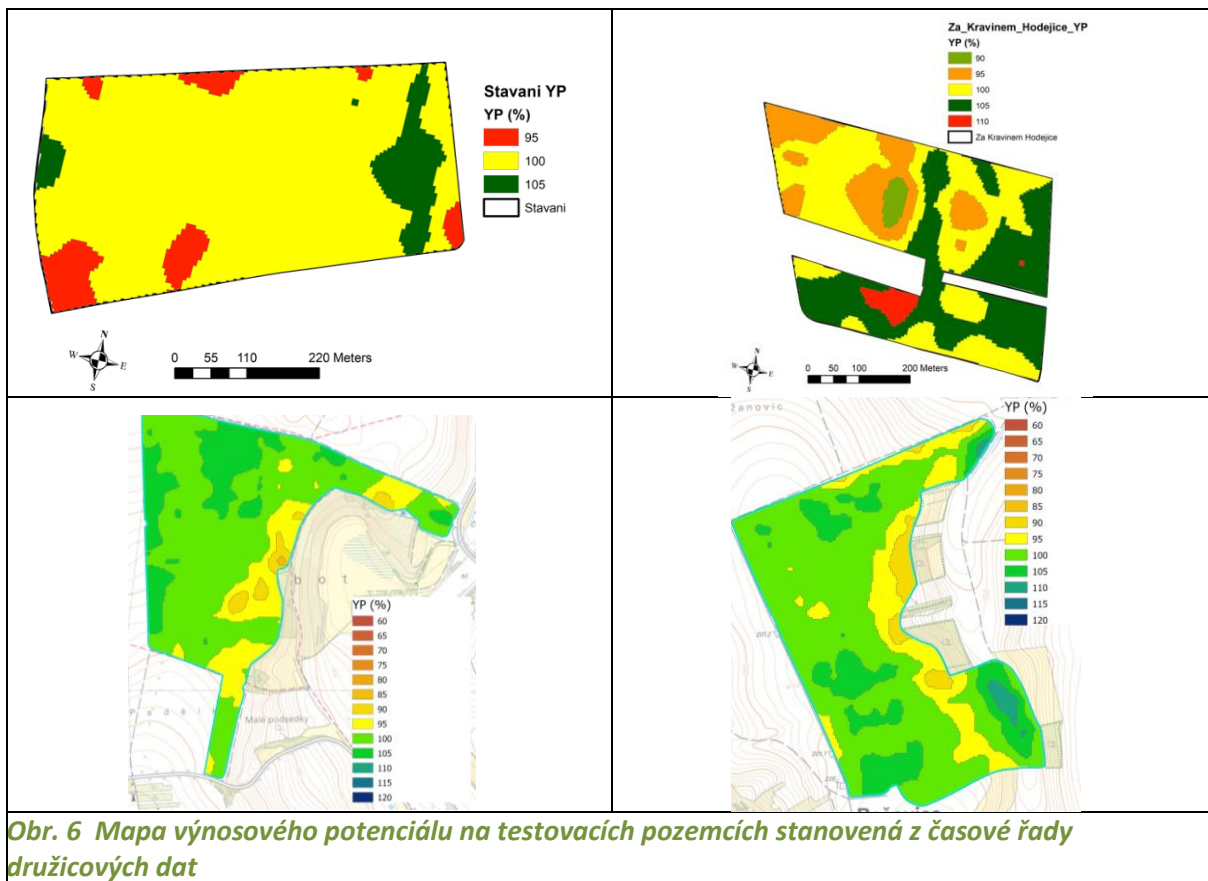 Stavani YP
YP (%)
95
100
105
Stavani
N
W
E
S
0 55 110 220 Meters
Za_Kravinem_Hodejice_YP
YP (%)
90
95
100
105
110
Za Kravinem Hodejice
N
W
E
S
0 50 100 200 Meters
b o t
YP (%)
60
65
70
75
80
85
90
95
100
105
110
115
120
Malé podsedky
žanovic
YP (%)
60
65
70
75
80
85
90
95
100
105
110
115
120
Obr. 6 Mapa výnosového potenciálu na testovacích pozemcích stanovená z časové řady
družicových dat